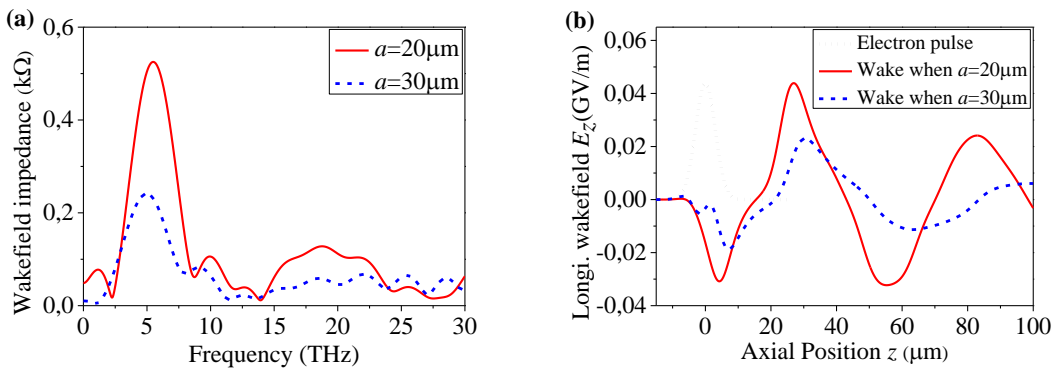 (a)
0,6
0,4
0,2
0,0
Wakefield impedance (kΩ)
a=20μm
a=30μm
0 5 10 15 20 25 30
Frequency (THz)
(b)
0,06
0,04
0,02
0,00
-0,02
-0,04
Longi. wakefield Ez(GV/m)
Electron pulse
Wake when a=20μm
Wake when a=30μm
0 20 40 60 80 100
Axial Position z (μm)